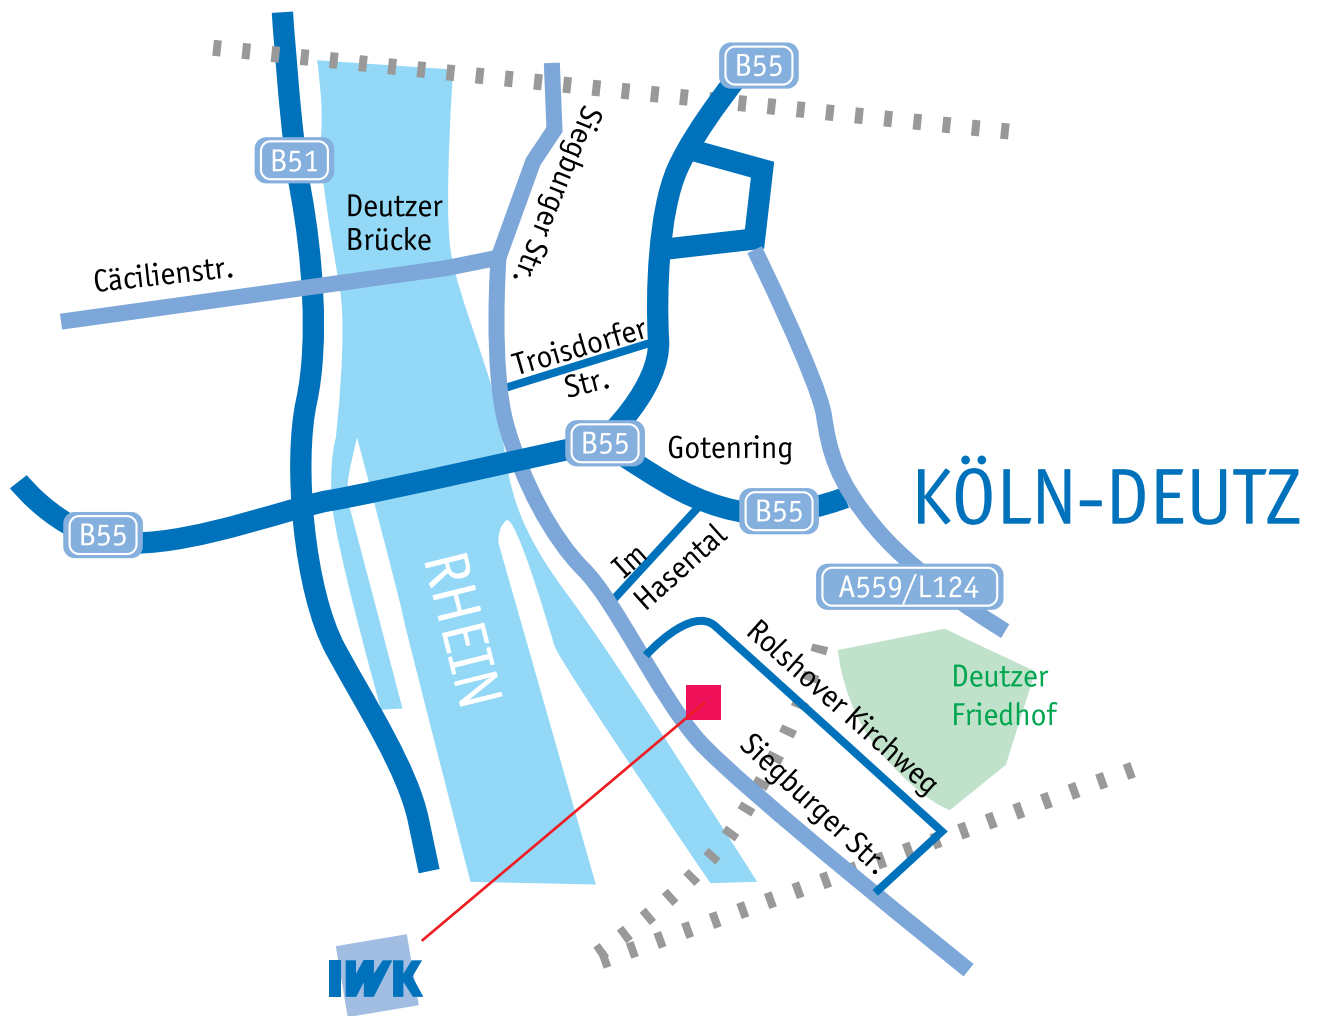 B55
B51
Siegburger Str.
Deutzer
Brücke
Cäcilienstr.
Troisdorfer
Str.
B55
Gotenring
KÖLN-DEUTZ
B55
B55
Im
Hasental
RHEIN
A559/L124
Rolshover Kirchweg
Deutzer
Friedhof
Siegburger Str.
IWK